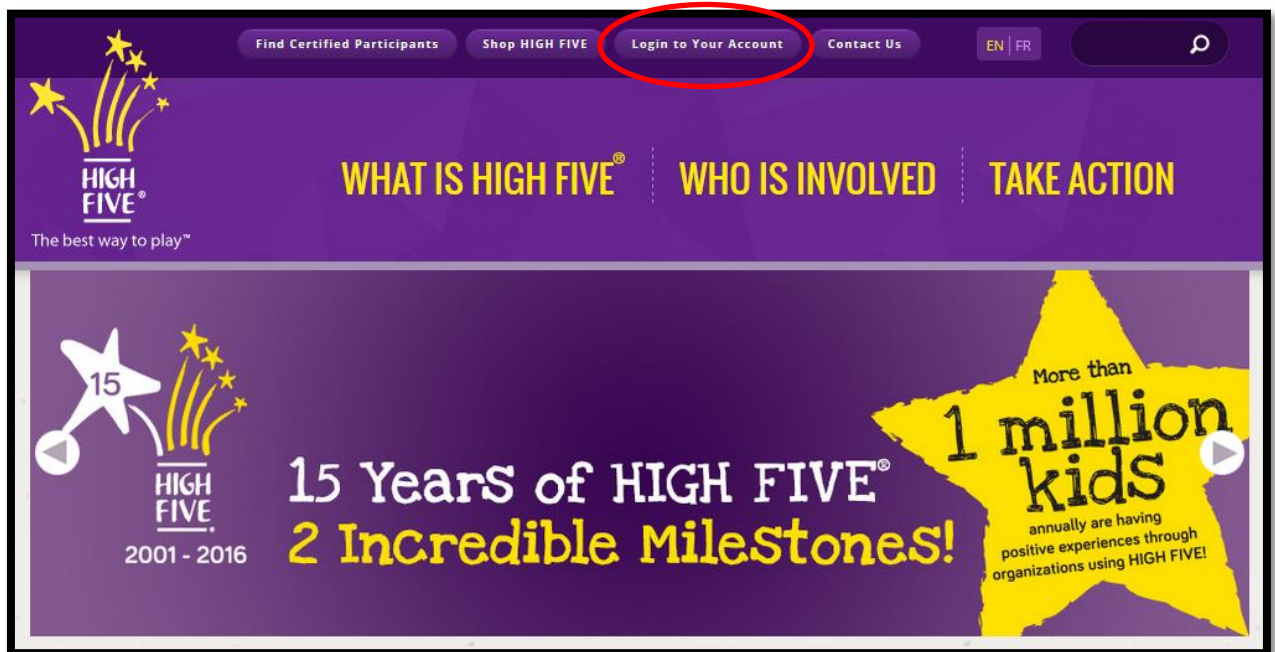 Find Certified Participants
Shop HIGH FIVE
Login to Your Account
Contact Us
EN | FR
HIGH
FIVE®
The best way to play™
WHAT IS HIGH FIVE®
WHO IS INVOLVED
TAKE ACTION
15
HIGH
FIVE.
2001 - 2016
15 Years of HIGH FIVE®
2 Incredible Milestones!
More than
1 million
kids
annually are having
positive experiences through
organizations using HIGH FIVE!